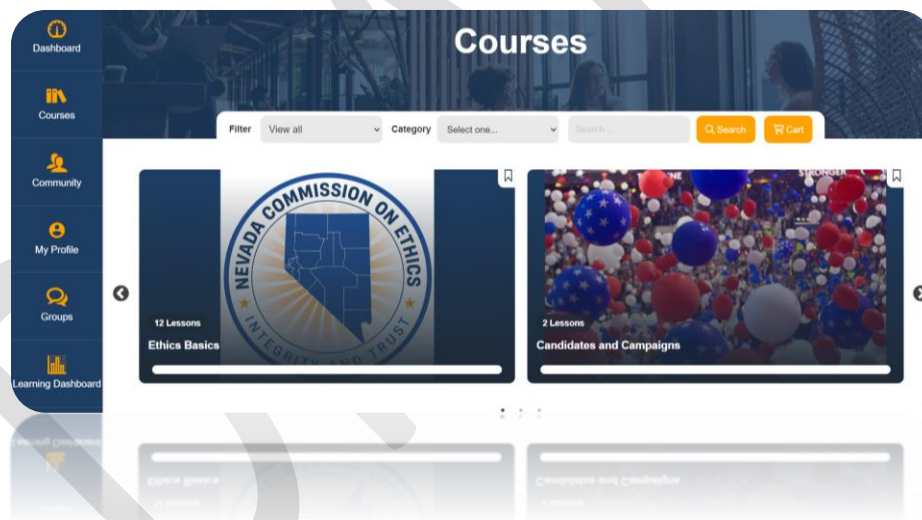 Courses
Dashboard
Courses
Community
My Profile
Groups
Learning Dashboard
Filter View all Category Select one... Search... Search Cart
NEVADA COMMISSION ON ETHICS
INTEGRITY AND TRUST
12 Lessons
Ethics Basics
STRONGER
2 Lessons
Candidates and Campaigns